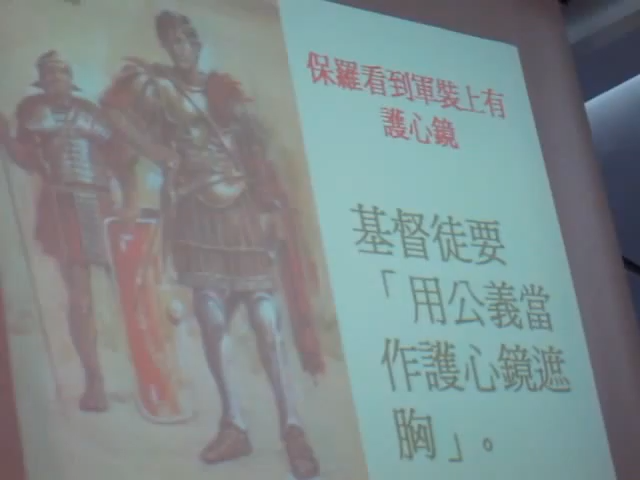 保羅看到軍裝上有
護心鏡
基督徒要
「用公義當
作護心鏡遮
胸」。